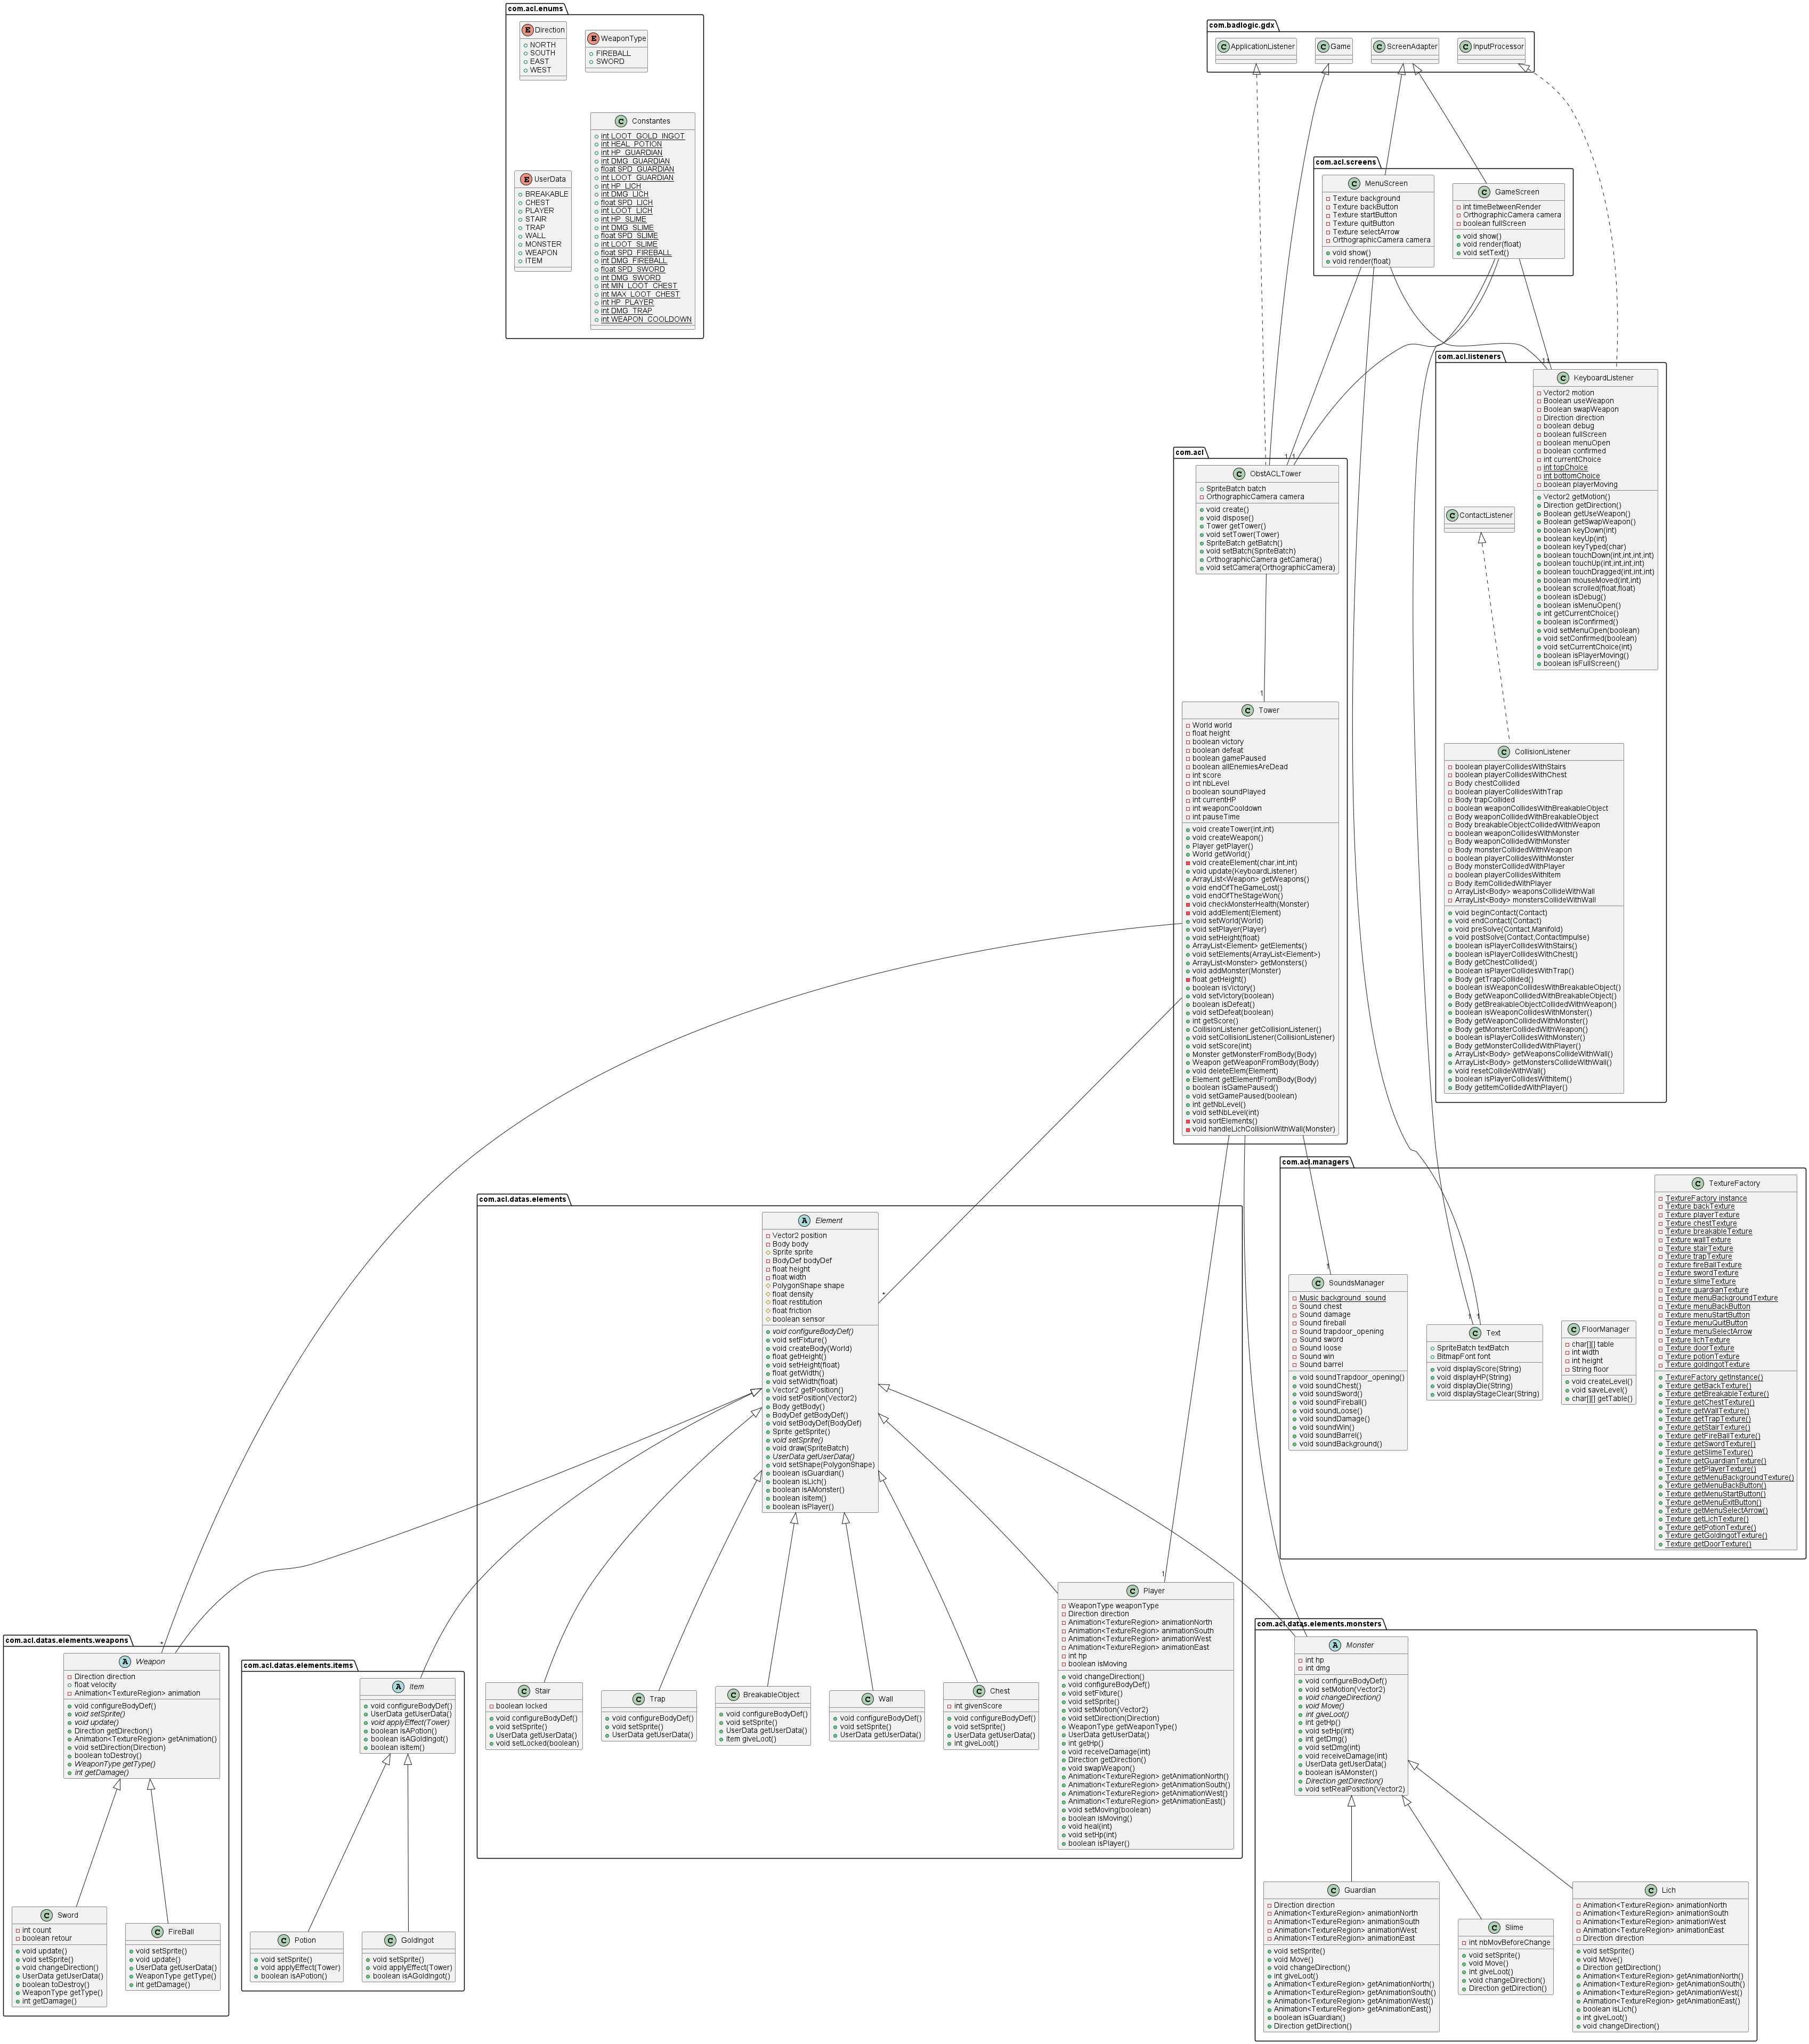 com.acl.enums
Direction
NORTH
SOUTH
EAST
WEST
WeaponType
FIREBALL
SWORD
UserData
BREAKABLE
CHEST
PLAYER
STAIR
TRAP
WALL
MONSTER
WEAPON
ITEM
Constantes
int LOOT_GOLD_INGOT
int HEAL_POTION
int HP_GUARDIAN
int DMG_GUARDIAN
float SPD_GUARDIAN
int LOOT_GUARDIAN
int HP_LICH
int DMG_LICH
float SPD_LICH
int LOOT_LICH
int HP_SLIME
int DMG_SLIME
float SPD_SLIME
int LOOT_SLIME
float SPD_FIREBALL
int DMG_FIREBALL
float SPD_SWORD
int DMG_SWORD
int MIN_LOOT_CHEST
int MAX_LOOT_CHEST
int HP_PLAYER
int DMG_TRAP
int WEAPON_COOLDOWN
com.badlogic.gdx
ApplicationListener
Game
ScreenAdapter
InputProcessor
com.acl.screens
MenuScreen
Texture background
Texture backButton
Texture startButton
Texture quitButton
Texture selectArrow
OrthographicCamera camera
void show()
void render(float)
GameScreen
int timeBetweenRender
OrthographicCamera camera
boolean fullScreen
void show()
void render(float)
void setText()
com.acl.listeners
KeyboardListener
Vector2 motion
Boolean useWeapon
Boolean swapWeapon
Direction direction
boolean debug
boolean fullScreen
boolean menuOpen
boolean confirmed
int currentChoice
int topChoice
int bottomChoice
boolean playerMoving
Vector2 getMotion()
Direction getDirection()
Boolean getUseWeapon()
Boolean getSwapWeapon()
boolean keyDown(int)
boolean keyUp(int)
boolean keyTyped(char)
boolean touchDown(int,int,int,int)
boolean touchUp(int,int,int,int)
boolean touchDragged(int,int,int)
boolean mouseMoved(int,int)
boolean scrolled(float,float)
boolean isDebug()
boolean isMenuOpen()
int getCurrentChoice()
boolean isConfirmed()
void setMenuOpen(boolean)
void setConfirmed(boolean)
void setCurrentChoice(int)
boolean isPlayerMoving()
boolean isFullScreen()
ContactListener
CollisionListener
boolean playerCollidesWithStairs
boolean playerCollidesWithChest
Body chestCollided
boolean playerCollidesWithTrap
Body trapCollided
boolean weaponCollidesWithBreakableObject
Body weaponCollidedWithBreakableObject
Body breakableObjectCollidedWithWeapon
boolean weaponCollidesWithMonster
Body weaponCollidedWithMonster
Body monsterCollidedWithWeapon
boolean playerCollidesWithMonster
Body monsterCollidedWithPlayer
boolean playerCollidesWithItem
Body itemCollidedWithPlayer
ArrayList<Body> weaponsCollideWithWall
ArrayList<Body> monstersCollideWithWall
void beginContact(Contact)
void endContact(Contact)
void preSolve(Contact,Manifold)
void postSolve(Contact,ContactImpulse)
boolean isPlayerCollidesWithStairs()
boolean isPlayerCollidesWithChest()
Body getChestCollided()
boolean isPlayerCollidesWithTrap()
Body getTrapCollided()
boolean isWeaponCollidesWithBreakableObject()
Body getWeaponCollidedWithBreakableObject()
Body getBreakableObjectCollidedWithWeapon()
boolean isWeaponCollidesWithMonster()
Body getWeaponCollidedWithMonster()
Body getMonsterCollidedWithWeapon()
boolean isPlayerCollidesWithMonster()
Body getMonsterCollidedWithPlayer()
ArrayList<Body> getWeaponsCollideWithWall()
ArrayList<Body> getMonstersCollideWithWall()
void resetCollideWithWall()
boolean isPlayerCollidesWithItem()
Body getItemCollidedWithPlayer()
com.acl
ObstACLTower
SpriteBatch batch
OrthographicCamera camera
void create()
void dispose()
Tower getTower()
void setTower(Tower)
SpriteBatch getBatch()
void setBatch(SpriteBatch)
OrthographicCamera getCamera()
void setCamera(OrthographicCamera)
Tower
World world
float height
boolean victory
boolean defeat
boolean gamePaused
boolean allEnemiesAreDead
int score
int nbLevel
boolean soundPlayed
int currentHP
int weaponCooldown
int pauseTime
void createTower(int,int)
void createWeapon()
Player getPlayer()
World getWorld()
void createElement(char,int,int)
void update(KeyboardListener)
ArrayList<Weapon> getWeapons()
void endOfTheGameLost()
void endOfTheStageWon()
void checkMonsterHealth(Monster)
void addElement(Element)
void setWorld(World)
void setPlayer(Player)
void setHeight(float)
ArrayList<Element> getElements()
void setElements(ArrayList<Element>)
ArrayList<Monster> getMonsters()
void addMonster(Monster)
float getHeight()
boolean isVictory()
void setVictory(boolean)
boolean isDefeat()
void setDefeat(boolean)
int getScore()
CollisionListener getCollisionListener()
void setCollisionListener(CollisionListener)
void setScore(int)
Monster getMonsterFromBody(Body)
Weapon getWeaponFromBody(Body)
void deleteElem(Element)
Element getElementFromBody(Body)
boolean isGamePaused()
void setGamePaused(boolean)
int getNbLevel()
void setNbLevel(int)
void sortElements()
void handleLichCollisionWithWall(Monster)
com.acl.managers
SoundsManager
Music background_sound
Sound chest
Sound damage
Sound fireball
Sound trapdoor_opening
Sound sword
Sound loose
Sound win
Sound barrel
void soundTrapdoor_opening()
void soundChest()
void soundSword()
void soundFireball()
void soundLoose()
void soundDamage()
void soundWin()
void soundBarrel()
void soundBackground()
Text
SpriteBatch textBatch
BitmapFont font
void displayScore(String)
void displayHP(String)
void displayDie(String)
void displayStageClear(String)
FloorManager
char[][] table
int width
int height
String floor
void createLevel()
void saveLevel()
char[][] getTable()
TextureFactory
TextureFactory instance
Texture backTexture
Texture playerTexture
Texture chestTexture
Texture breakableTexture
Texture wallTexture
Texture stairTexture
Texture trapTexture
Texture fireBallTexture
Texture swordTexture
Texture slimeTexture
Texture guardianTexture
Texture menuBackgroundTexture
Texture menuBackButton
Texture menuStartButton
Texture menuQuitButton
Texture menuSelectArrow
Texture lichTexture
Texture doorTexture
Texture potionTexture
Texture goldIngotTexture
TextureFactory getInstance()
Texture getBackTexture()
Texture getBreakableTexture()
Texture getChestTexture()
Texture getWallTexture()
Texture getTrapTexture()
Texture getStairTexture()
Texture getFireBallTexture()
Texture getSwordTexture()
Texture getSlimeTexture()
Texture getGuardianTexture()
Texture getPlayerTexture()
Texture getMenuBackgroundTexture()
Texture getMenuBackButton()
Texture getMenuStartButton()
Texture getMenuExitButton()
Texture getMenuSelectArrow()
Texture getLichTexture()
Texture getPotionTexture()
Texture getGoldIngotTexture()
Texture getDoorTexture()
com.acl.datas.elements
Element
Vector2 position
Body body
Sprite sprite
BodyDef bodyDef
float height
float width
PolygonShape shape
float density
float restitution
float friction
boolean sensor
void configureBodyDef()
void setFixture()
void createBody(World)
float getHeight()
void setHeight(float)
float getWidth()
void setWidth(float)
Vector2 getPosition()
void setPosition(Vector2)
Body getBody()
BodyDef getBodyDef()
void setBodyDef(BodyDef)
Sprite getSprite()
void setSprite()
void draw(SpriteBatch)
UserData getUserData()
void setShape(PolygonShape)
boolean isGuardian()
boolean isLich()
boolean isAMonster()
boolean isItem()
boolean isPlayer()
Stair
boolean locked
void configureBodyDef()
void setSprite()
UserData getUserData()
void setLocked(boolean)
Trap
void configureBodyDef()
void setSprite()
UserData getUserData()
BreakableObject
void configureBodyDef()
void setSprite()
UserData getUserData()
Item giveLoot()
Wall
void configureBodyDef()
void setSprite()
UserData getUserData()
Chest
int givenScore
void configureBodyDef()
void setSprite()
UserData getUserData()
int giveLoot()
Player
WeaponType weaponType
Direction direction
Animation<TextureRegion> animationNorth
Animation<TextureRegion> animationSouth
Animation<TextureRegion> animationWest
Animation<TextureRegion> animationEast
int hp
boolean isMoving
void changeDirection()
void configureBodyDef()
void setFixture()
void setSprite()
void setMotion(Vector2)
void setDirection(Direction)
WeaponType getWeaponType()
UserData getUserData()
int getHp()
void receiveDamage(int)
Direction getDirection()
void swapWeapon()
Animation<TextureRegion> getAnimationNorth()
Animation<TextureRegion> getAnimationSouth()
Animation<TextureRegion> getAnimationWest()
Animation<TextureRegion> getAnimationEast()
void setMoving(boolean)
boolean isMoving()
void heal(int)
void setHp(int)
boolean isPlayer()
com.acl.datas.elements.weapons
Weapon
Direction direction
float velocity
Animation<TextureRegion> animation
void configureBodyDef()
void setSprite()
void update()
Direction getDirection()
Animation<TextureRegion> getAnimation()
void setDirection(Direction)
boolean toDestroy()
WeaponType getType()
int getDamage()
Sword
int count
boolean retour
void update()
void setSprite()
void changeDirection()
UserData getUserData()
boolean toDestroy()
WeaponType getType()
int getDamage()
FireBall
void setSprite()
void update()
UserData getUserData()
WeaponType getType()
int getDamage()
com.acl.datas.elements.items
Item
void configureBodyDef()
UserData getUserData()
void applyEffect(Tower)
boolean isAPotion()
boolean isAGoldIngot()
boolean isItem()
Potion
void setSprite()
void applyEffect(Tower)
boolean isAPotion()
GoldIngot
void setSprite()
void applyEffect(Tower)
boolean isAGoldIngot()
com.acl.datas.elements.monsters
Monster
int hp
int dmg
void configureBodyDef()
void setMotion(Vector2)
void changeDirection()
void Move()
int giveLoot()
int getHp()
void setHp(int)
int getDmg()
void setDmg(int)
void receiveDamage(int)
UserData getUserData()
boolean isAMonster()
Direction getDirection()
void setRealPosition(Vector2)
Guardian
Direction direction
Animation<TextureRegion> animationNorth
Animation<TextureRegion> animationSouth
Animation<TextureRegion> animationWest
Animation<TextureRegion> animationEast
void setSprite()
void Move()
void changeDirection()
int giveLoot()
Animation<TextureRegion> getAnimationNorth()
Animation<TextureRegion> getAnimationSouth()
Animation<TextureRegion> getAnimationWest()
Animation<TextureRegion> getAnimationEast()
boolean isGuardian()
Direction getDirection()
Slime
int nbMovBeforeChange
void setSprite()
void Move()
int giveLoot()
void changeDirection()
Direction getDirection()
Lich
Animation<TextureRegion> animationNorth
Animation<TextureRegion> animationSouth
Animation<TextureRegion> animationWest
Animation<TextureRegion> animationEast
Direction direction
void setSprite()
void Move()
Direction getDirection()
Animation<TextureRegion> getAnimationNorth()
Animation<TextureRegion> getAnimationSouth()
Animation<TextureRegion> getAnimationWest()
Animation<TextureRegion> getAnimationEast()
boolean isLich()
int giveLoot()
void changeDirection()